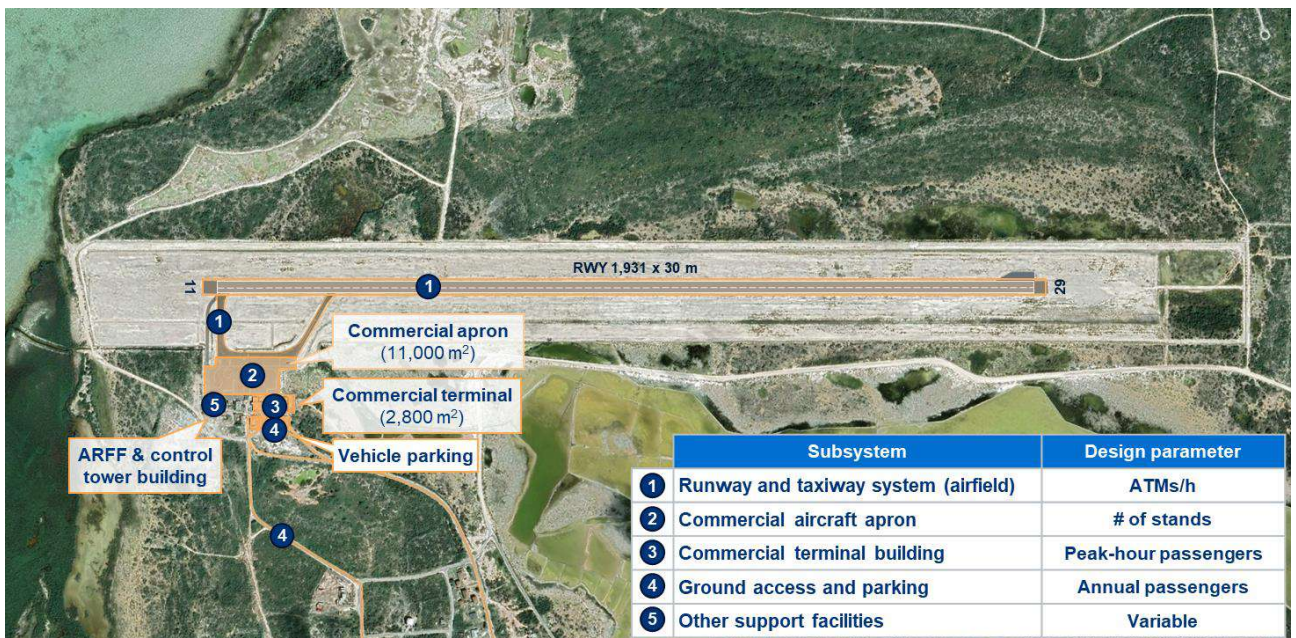 RWY 1,931 x 30 m
11
1
29
1
Commercial apron
(11,000 m²)
2
Commercial terminal
(2,800 m²)
5
3
4
ARFF & control
tower building
Vehicle parking
4
Subsystem Design parameter
1 Runway and taxiway system (airfield) ATMs/h
2 Commercial aircraft apron # of stands
3 Commercial terminal building Peak-hour passengers
4 Ground access and parking Annual passengers
5 Other support facilities Variable